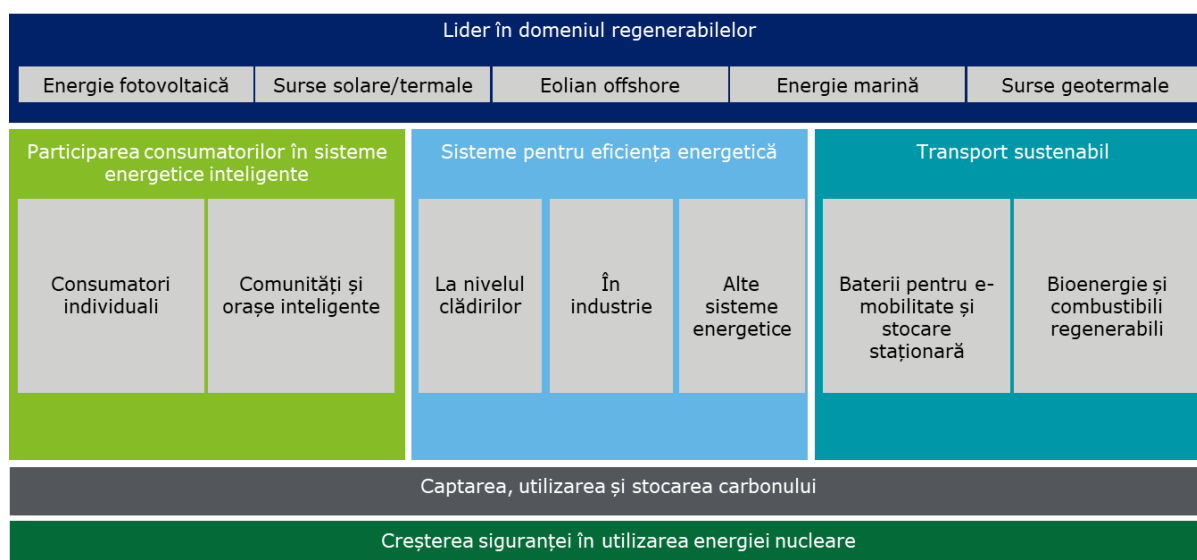 Lider în domeniul regenerabilelor
Energie fotovoltaică
Surse solare/termale
Eolian offshore
Energie marină
Surse geotermale
Participarea consumatorilor în sisteme
energetice inteligente
Consumatori
individuali
Comunități și
orașe inteligente
Sisteme pentru eficiența energetică
La nivelul
clădirilor
În
industrie
Alte
sisteme
energetice
Transport sustenabil
Baterii pentru e-
mobilitate și
stocare
staționară
Bioenergie și
combustibili
regenerabili
Captarea, utilizarea și stocarea carbonului
Creșterea siguranței în utilizarea energiei nucleare